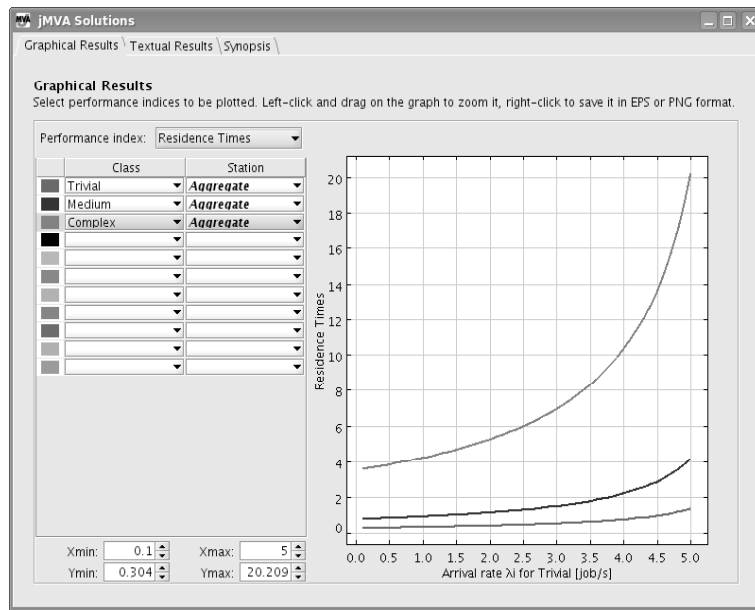 jMVA Solutions
Graphical Results Textual Results Synopsis
Graphical Results
Select performance indices to be plotted. Left-click and drag on the graph to zoom it, right-click to save it in EPS or PNG format.
Performance index: Residence Times
Class Station
Trivial Aggregate
Medium Aggregate
Complex Aggregate
Xmin: 0.1 Xmax: 5
Ymin: 0.304 Ymax: 20.209
Residence Times
20
18
16
14
12
10
8
6
4
2
0
0.0 0.5 1.0 1.5 2.0 2.5 3.0 3.5 4.0 4.5 5.0
Arrival rate λi for Trivial [job/s]